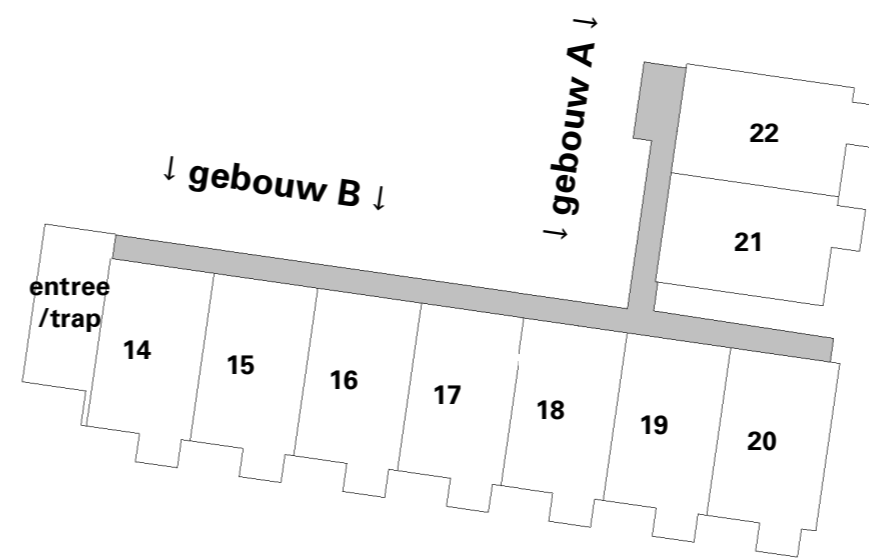 → gebouw A →
22
↓ gebouw B ↓
21
entree
/trap
14
15
16
17
18
19
20